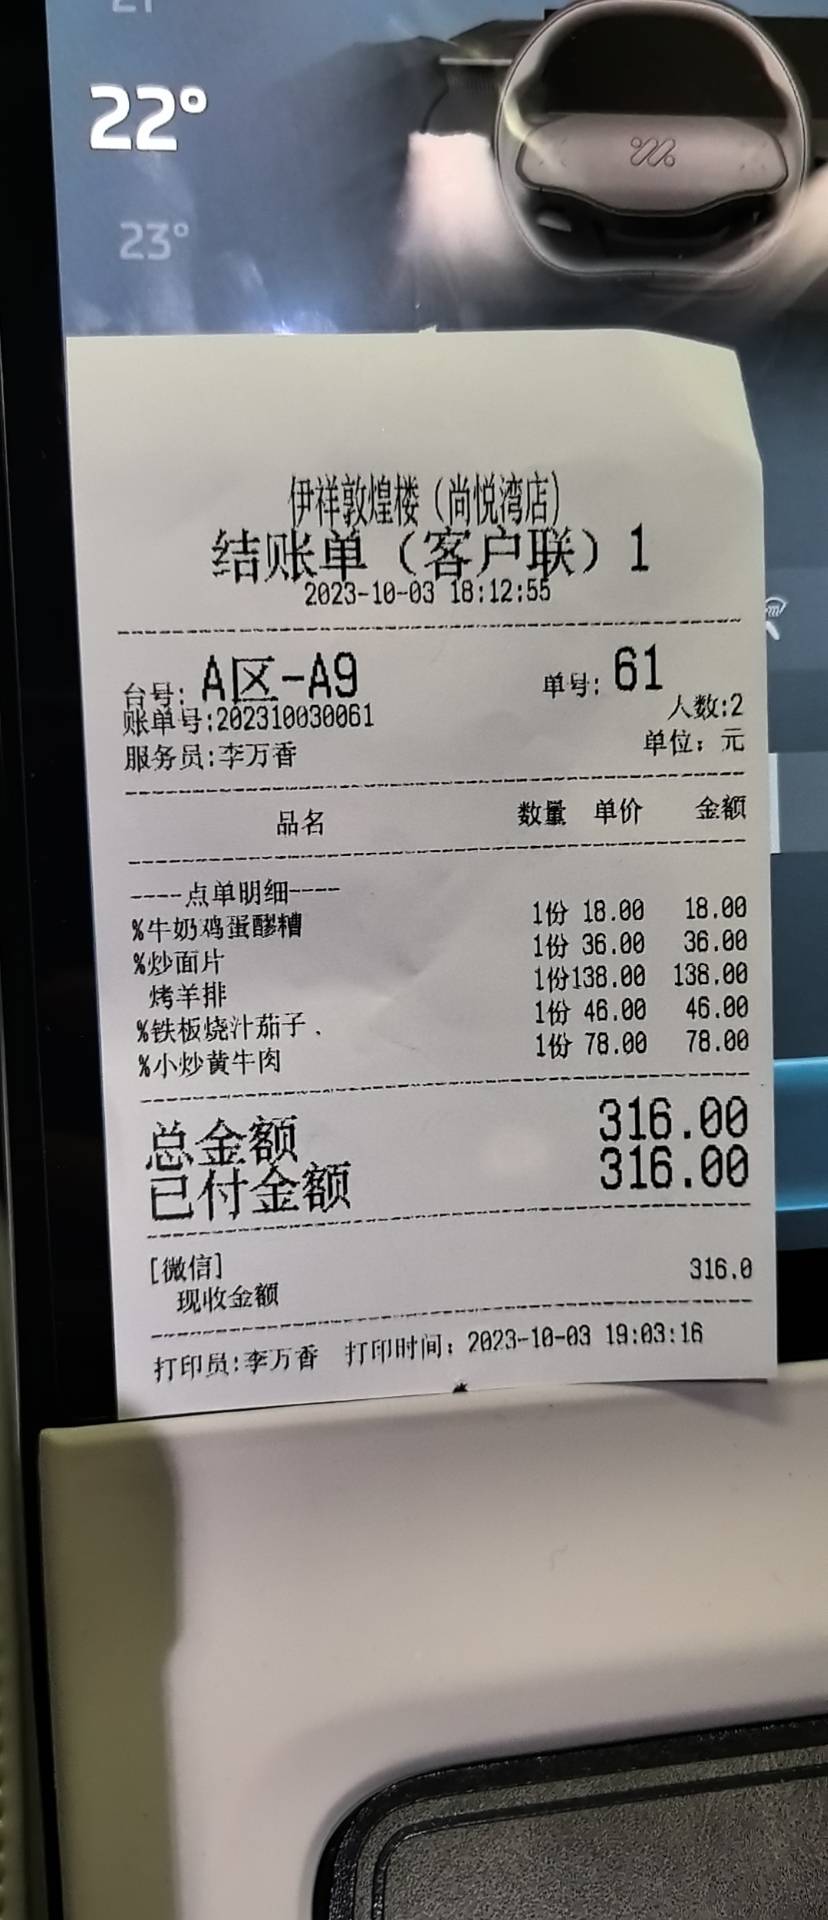 22°
23°
伊祥敦煌楼（尚悦湾店）
结账单（客户联）1
2023-10-03 18:12:55
台号: A区-A9 单号: 61
账单号:202310030061 人数:2
服务员:李万香 单位：元
品名 数量 单价 金额
----点单明细----
%牛奶鸡蛋醪糟 1份 18.00 18.00
%炒面片 1份 36.00 36.00
烤羊排 1份138.00 138.00
%铁板烧汁茄子 1份 46.00 46.00
%小炒黄牛肉 1份 78.00 78.00
总金额 316.00
已付金额 316.00
[微信] 316.0
现收金额
打印员:李万香 打印时间：2023-10-03 19:03:16